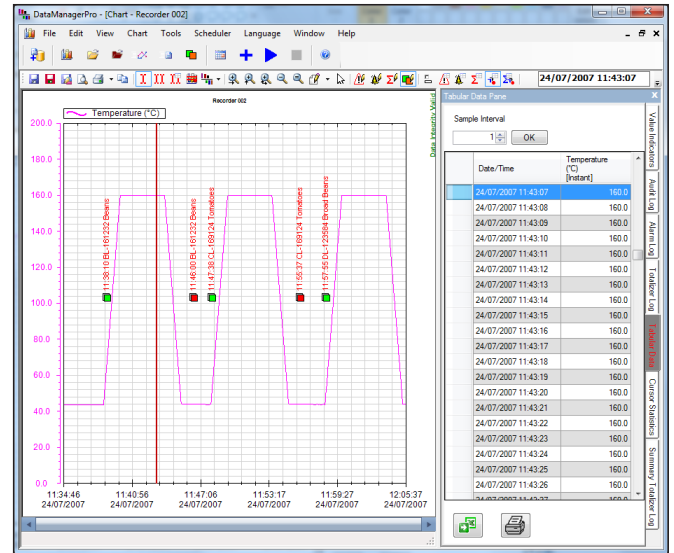 DataManagerPro - [Chart - Recorder 002]
File Edit View Chart Tools Scheduler Language Window Help
24/07/2007 11:43:07
Recorder 002
Temperature (°C)
Data Integrity Valid
200.0
180.0
160.0
140.0
120.0
100.0
80.0
60.0
40.0
20.0
0.0
11:38:10 BL-161232 Beans
11:46:00 BL-161232 Beans
11:47:38 CL-169124 Tomatoes
11:55:37 CL-169124 Tomatoes
11:57:55 DL-123584 Broad Beans
11:34:46 11:40:56 11:47:06 11:53:17 11:59:27 12:05:37
24/07/2007 24/07/2007 24/07/2007 24/07/2007 24/07/2007 24/07/2007
Tabular Data Pane X
Sample Interval
1 OK
Date/Time Temperature
(°C)
[Instant]
24/07/2007 11:43:07 160.0
24/07/2007 11:43:08 160.0
24/07/2007 11:43:09 160.0
24/07/2007 11:43:10 160.0
24/07/2007 11:43:11 160.0
24/07/2007 11:43:12 160.0
24/07/2007 11:43:13 160.0
24/07/2007 11:43:14 160.0
24/07/2007 11:43:15 160.0
24/07/2007 11:43:16 160.0
24/07/2007 11:43:17 160.0
24/07/2007 11:43:18 160.0
24/07/2007 11:43:19 160.0
24/07/2007 11:43:20 160.0
24/07/2007 11:43:21 160.0
24/07/2007 11:43:22 160.0
24/07/2007 11:43:23 160.0
24/07/2007 11:43:24 160.0
24/07/2007 11:43:25 160.0
24/07/2007 11:43:26 160.0
24/07/2007 11:43:27 160.0
Value Indicators
Audit Log
Alarm Log
Totalizer Log
Tabular Data
Cursor Statistics
Summary Totalizer Log